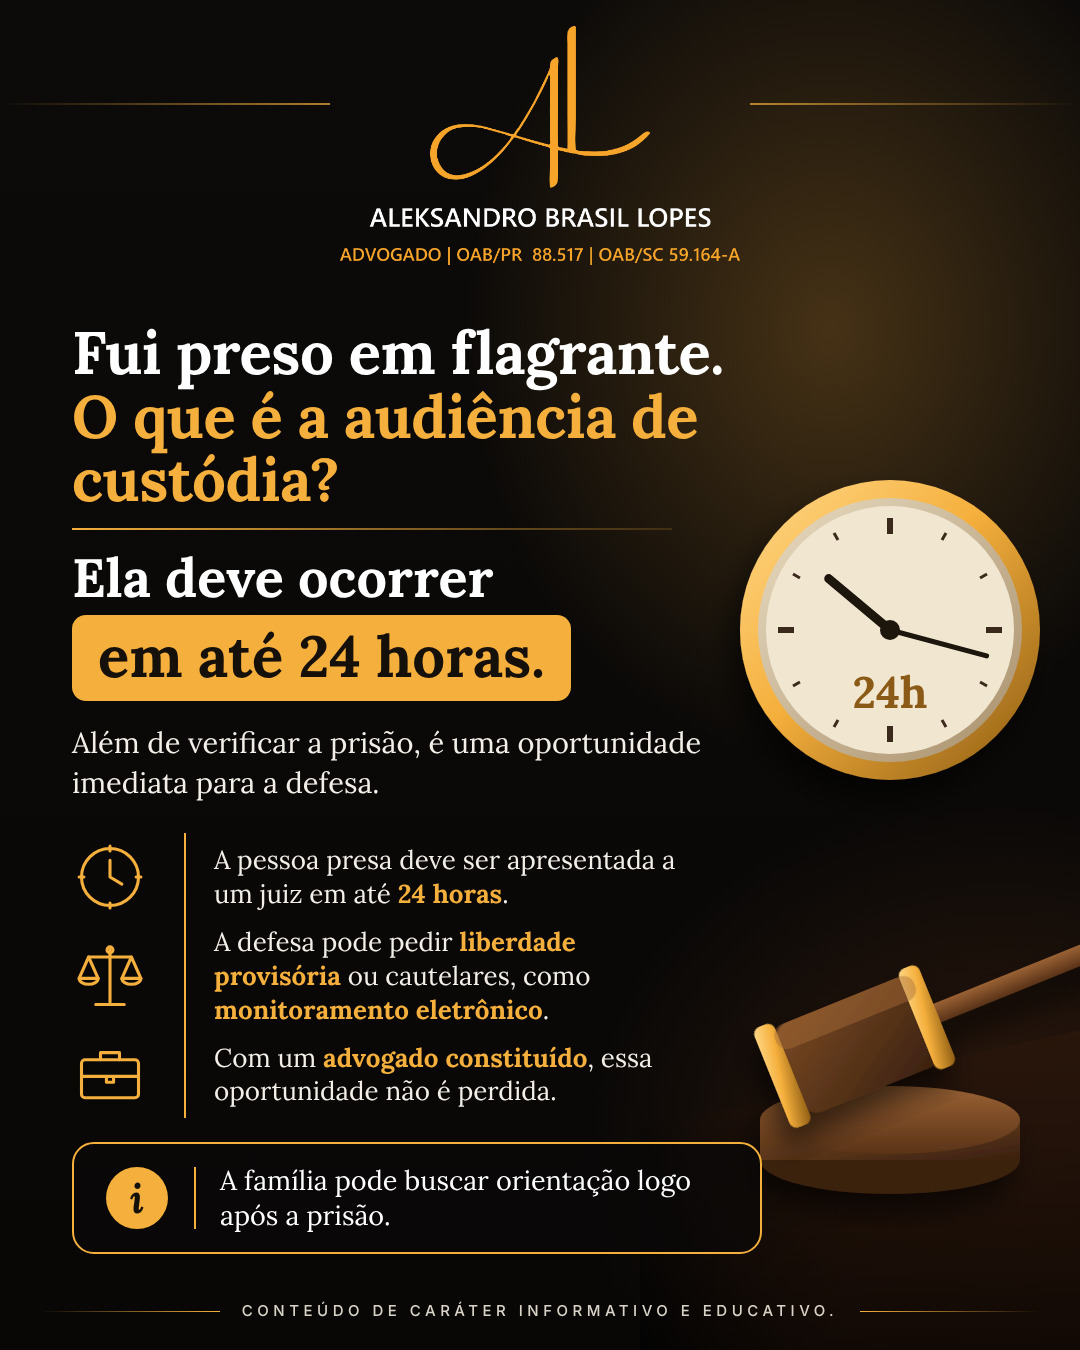 AL
ALEKSANDRO BRASIL LOPES
ADVOGADO | OAB/PR 88.517 | OAB/SC 59.164-A
Fui preso em flagrante.
O que é a audiência de
custódia?
Ela deve ocorrer
em até 24 horas.
24h
Além de verificar a prisão, é uma oportunidade
imediata para a defesa.
A pessoa presa deve ser apresentada a
um juiz em até 24 horas.
A defesa pode pedir liberdade
provisória ou cautelares, como
monitoramento eletrônico.
Com um advogado constituído, essa
oportunidade não é perdida.
i
A família pode buscar orientação logo
após a prisão.
CONTEÚDO DE CARÁTER INFORMATIVO E EDUCATIVO.